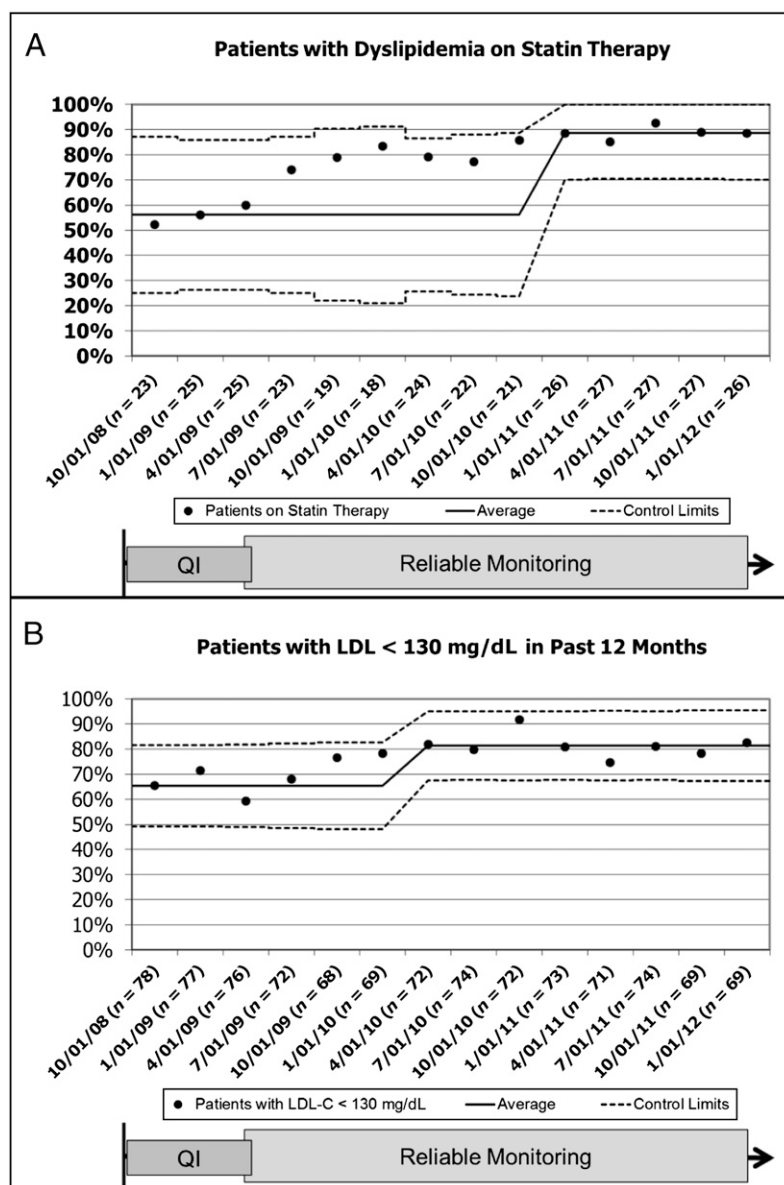 A
Patients with Dyslipidemia on Statin Therapy
100%
90%
80%
70%
60%
50%
40%
30%
20%
10%
0%
10/01/08 (n = 23)
1/01/09 (n = 25)
4/01/09 (n = 25)
7/01/09 (n = 23)
10/01/09 (n = 19)
1/01/10 (n = 18)
4/01/10 (n = 24)
7/01/10 (n = 22)
10/01/10 (n = 21)
1/01/11 (n = 26)
4/01/11 (n = 27)
7/01/11 (n = 27)
10/01/11 (n = 27)
1/01/12 (n = 26)
Patients on Statin Therapy Average Control Limits
QI Reliable Monitoring
B
Patients with LDL < 130 mg/dL in Past 12 Months
100%
90%
80%
70%
60%
50%
40%
30%
20%
10%
0%
10/01/08 (n = 78)
1/01/09 (n = 77)
4/01/09 (n = 76)
7/01/09 (n = 72)
10/01/09 (n = 68)
1/01/10 (n = 69)
4/01/10 (n = 72)
7/01/10 (n = 74)
10/01/10 (n = 72)
1/01/11 (n = 73)
4/01/11 (n = 71)
7/01/11 (n = 74)
10/01/11 (n = 69)
1/01/12 (n = 69)
Patients with LDL-C < 130 mg/dL Average Control Limits
QI Reliable Monitoring